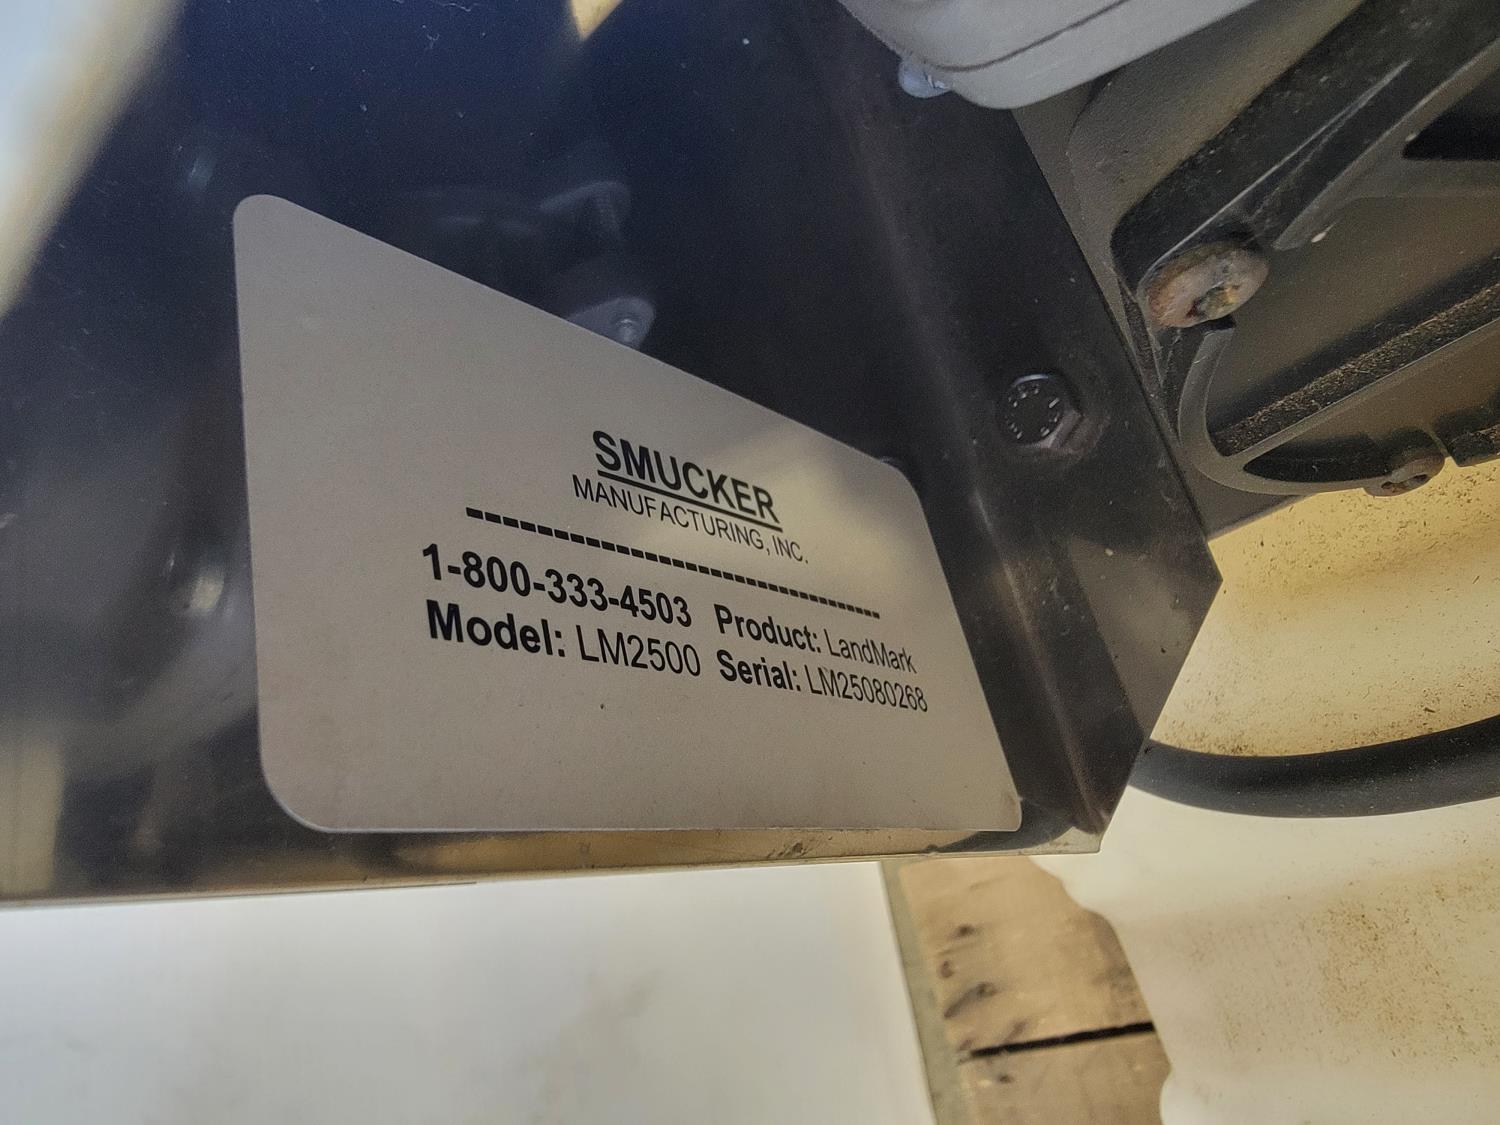 SMUCKER
MANUFACTURING, INC.
1-800-333-4503 Product: LandMark
Model: LM2500 Serial: LM25080268